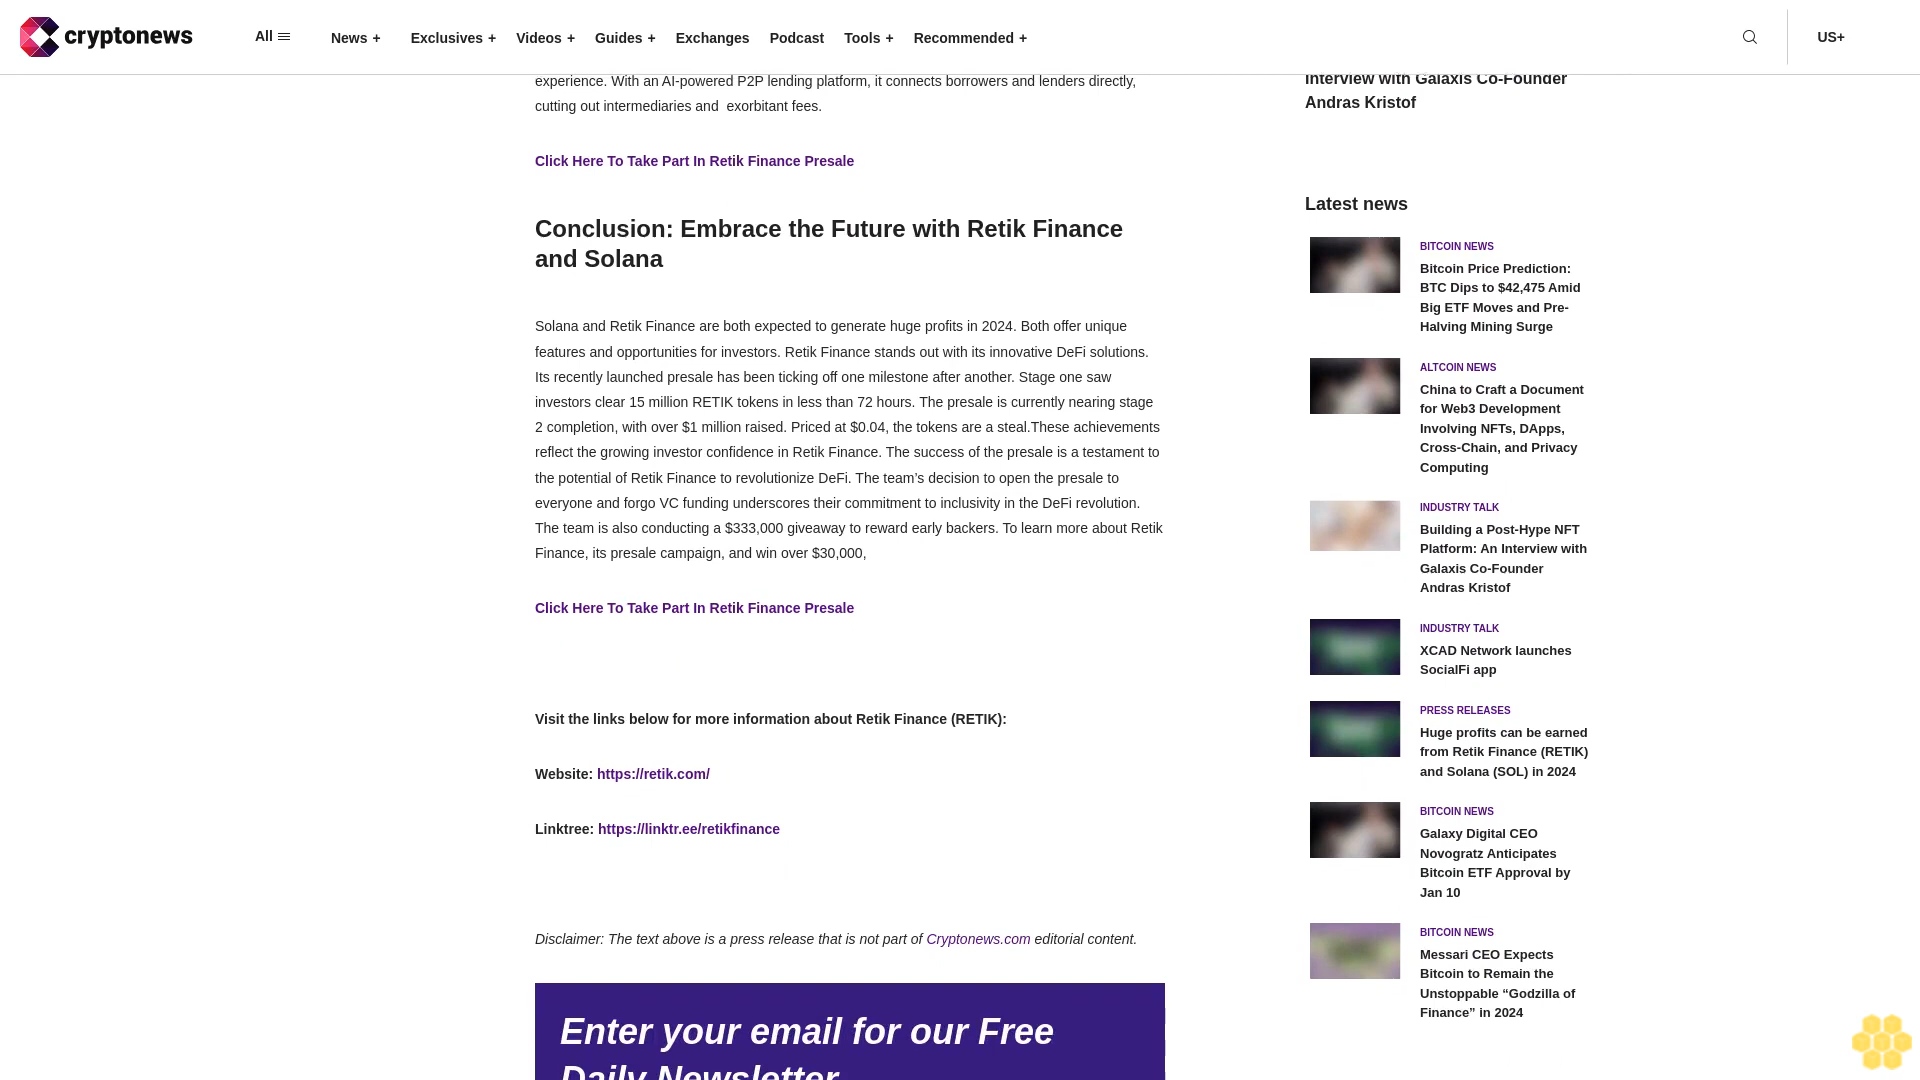 cryptonews
All
News +
Exclusives +
Videos +
Guides +
Exchanges
Podcast
Tools +
Recommended +
US+
experience. With an AI-powered P2P lending platform, it connects borrowers and lenders directly,
cutting out intermediaries and  exorbitant fees.
Click Here To Take Part In Retik Finance Presale
Conclusion: Embrace the Future with Retik Finance
and Solana
Solana and Retik Finance are both expected to generate huge profits in 2024. Both offer unique
features and opportunities for investors. Retik Finance stands out with its innovative DeFi solutions.
Its recently launched presale has been ticking off one milestone after another. Stage one saw
investors clear 15 million RETIK tokens in less than 72 hours. The presale is currently nearing stage
2 completion, with over $1 million raised. Priced at $0.04, the tokens are a steal.These achievements
reflect the growing investor confidence in Retik Finance. The success of the presale is a testament to
the potential of Retik Finance to revolutionize DeFi. The team’s decision to open the presale to
everyone and forgo VC funding underscores their commitment to inclusivity in the DeFi revolution.
The team is also conducting a $333,000 giveaway to reward early backers. To learn more about Retik
Finance, its presale campaign, and win over $30,000,
Click Here To Take Part In Retik Finance Presale
Visit the links below for more information about Retik Finance (RETIK):
Website: https://retik.com/
Linktree: https://linktr.ee/retikfinance
Disclaimer: The text above is a press release that is not part of Cryptonews.com editorial content.
Enter your email for our Free
Daily Newsletter
Interview with Galaxis Co-Founder
Andras Kristof
Latest news
BITCOIN NEWS
Bitcoin Price Prediction:
BTC Dips to $42,475 Amid
Big ETF Moves and Pre-
Halving Mining Surge
ALTCOIN NEWS
China to Craft a Document
for Web3 Development
Involving NFTs, DApps,
Cross-Chain, and Privacy
Computing
INDUSTRY TALK
Building a Post-Hype NFT
Platform: An Interview with
Galaxis Co-Founder
Andras Kristof
INDUSTRY TALK
XCAD Network launches
SocialFi app
PRESS RELEASES
Huge profits can be earned
from Retik Finance (RETIK)
and Solana (SOL) in 2024
BITCOIN NEWS
Galaxy Digital CEO
Novogratz Anticipates
Bitcoin ETF Approval by
Jan 10
BITCOIN NEWS
Messari CEO Expects
Bitcoin to Remain the
Unstoppable “Godzilla of
Finance” in 2024